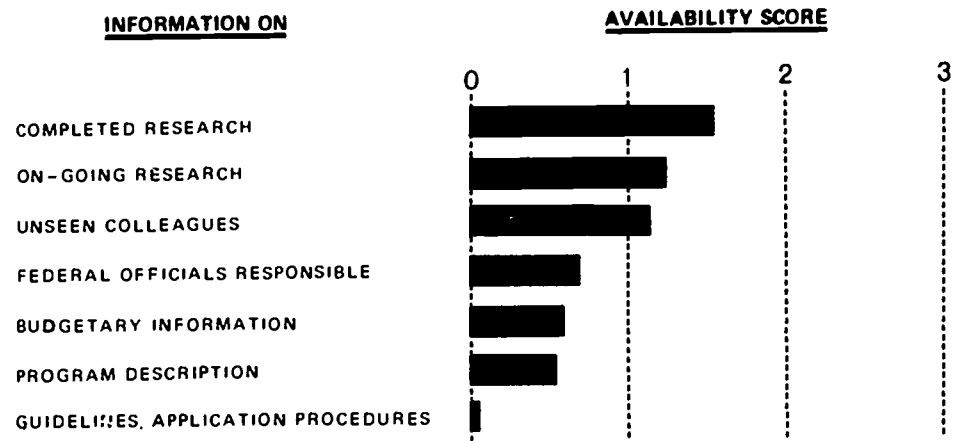 INFORMATION ON
AVAILABILITY SCORE
0 1 2 3
COMPLETED RESEARCH
ON-GOING RESEARCH
UNSEEN COLLEAGUES
FEDERAL OFFICIALS RESPONSIBLE
BUDGETARY INFORMATION
PROGRAM DESCRIPTION
GUIDELINES, APPLICATION PROCEDURES